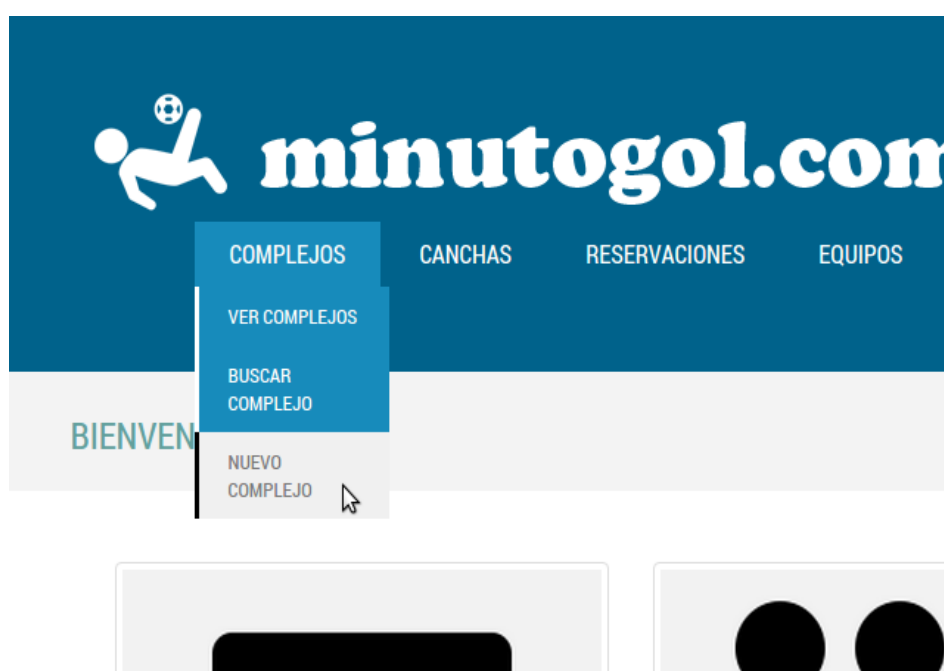 minutogol.com
COMPLEJOS CANCHAS RESERVACIONES EQUIPOS
VER COMPLEJOS
BUSCAR
COMPLEJO
BIENVEN
NUEVO
COMPLEJO